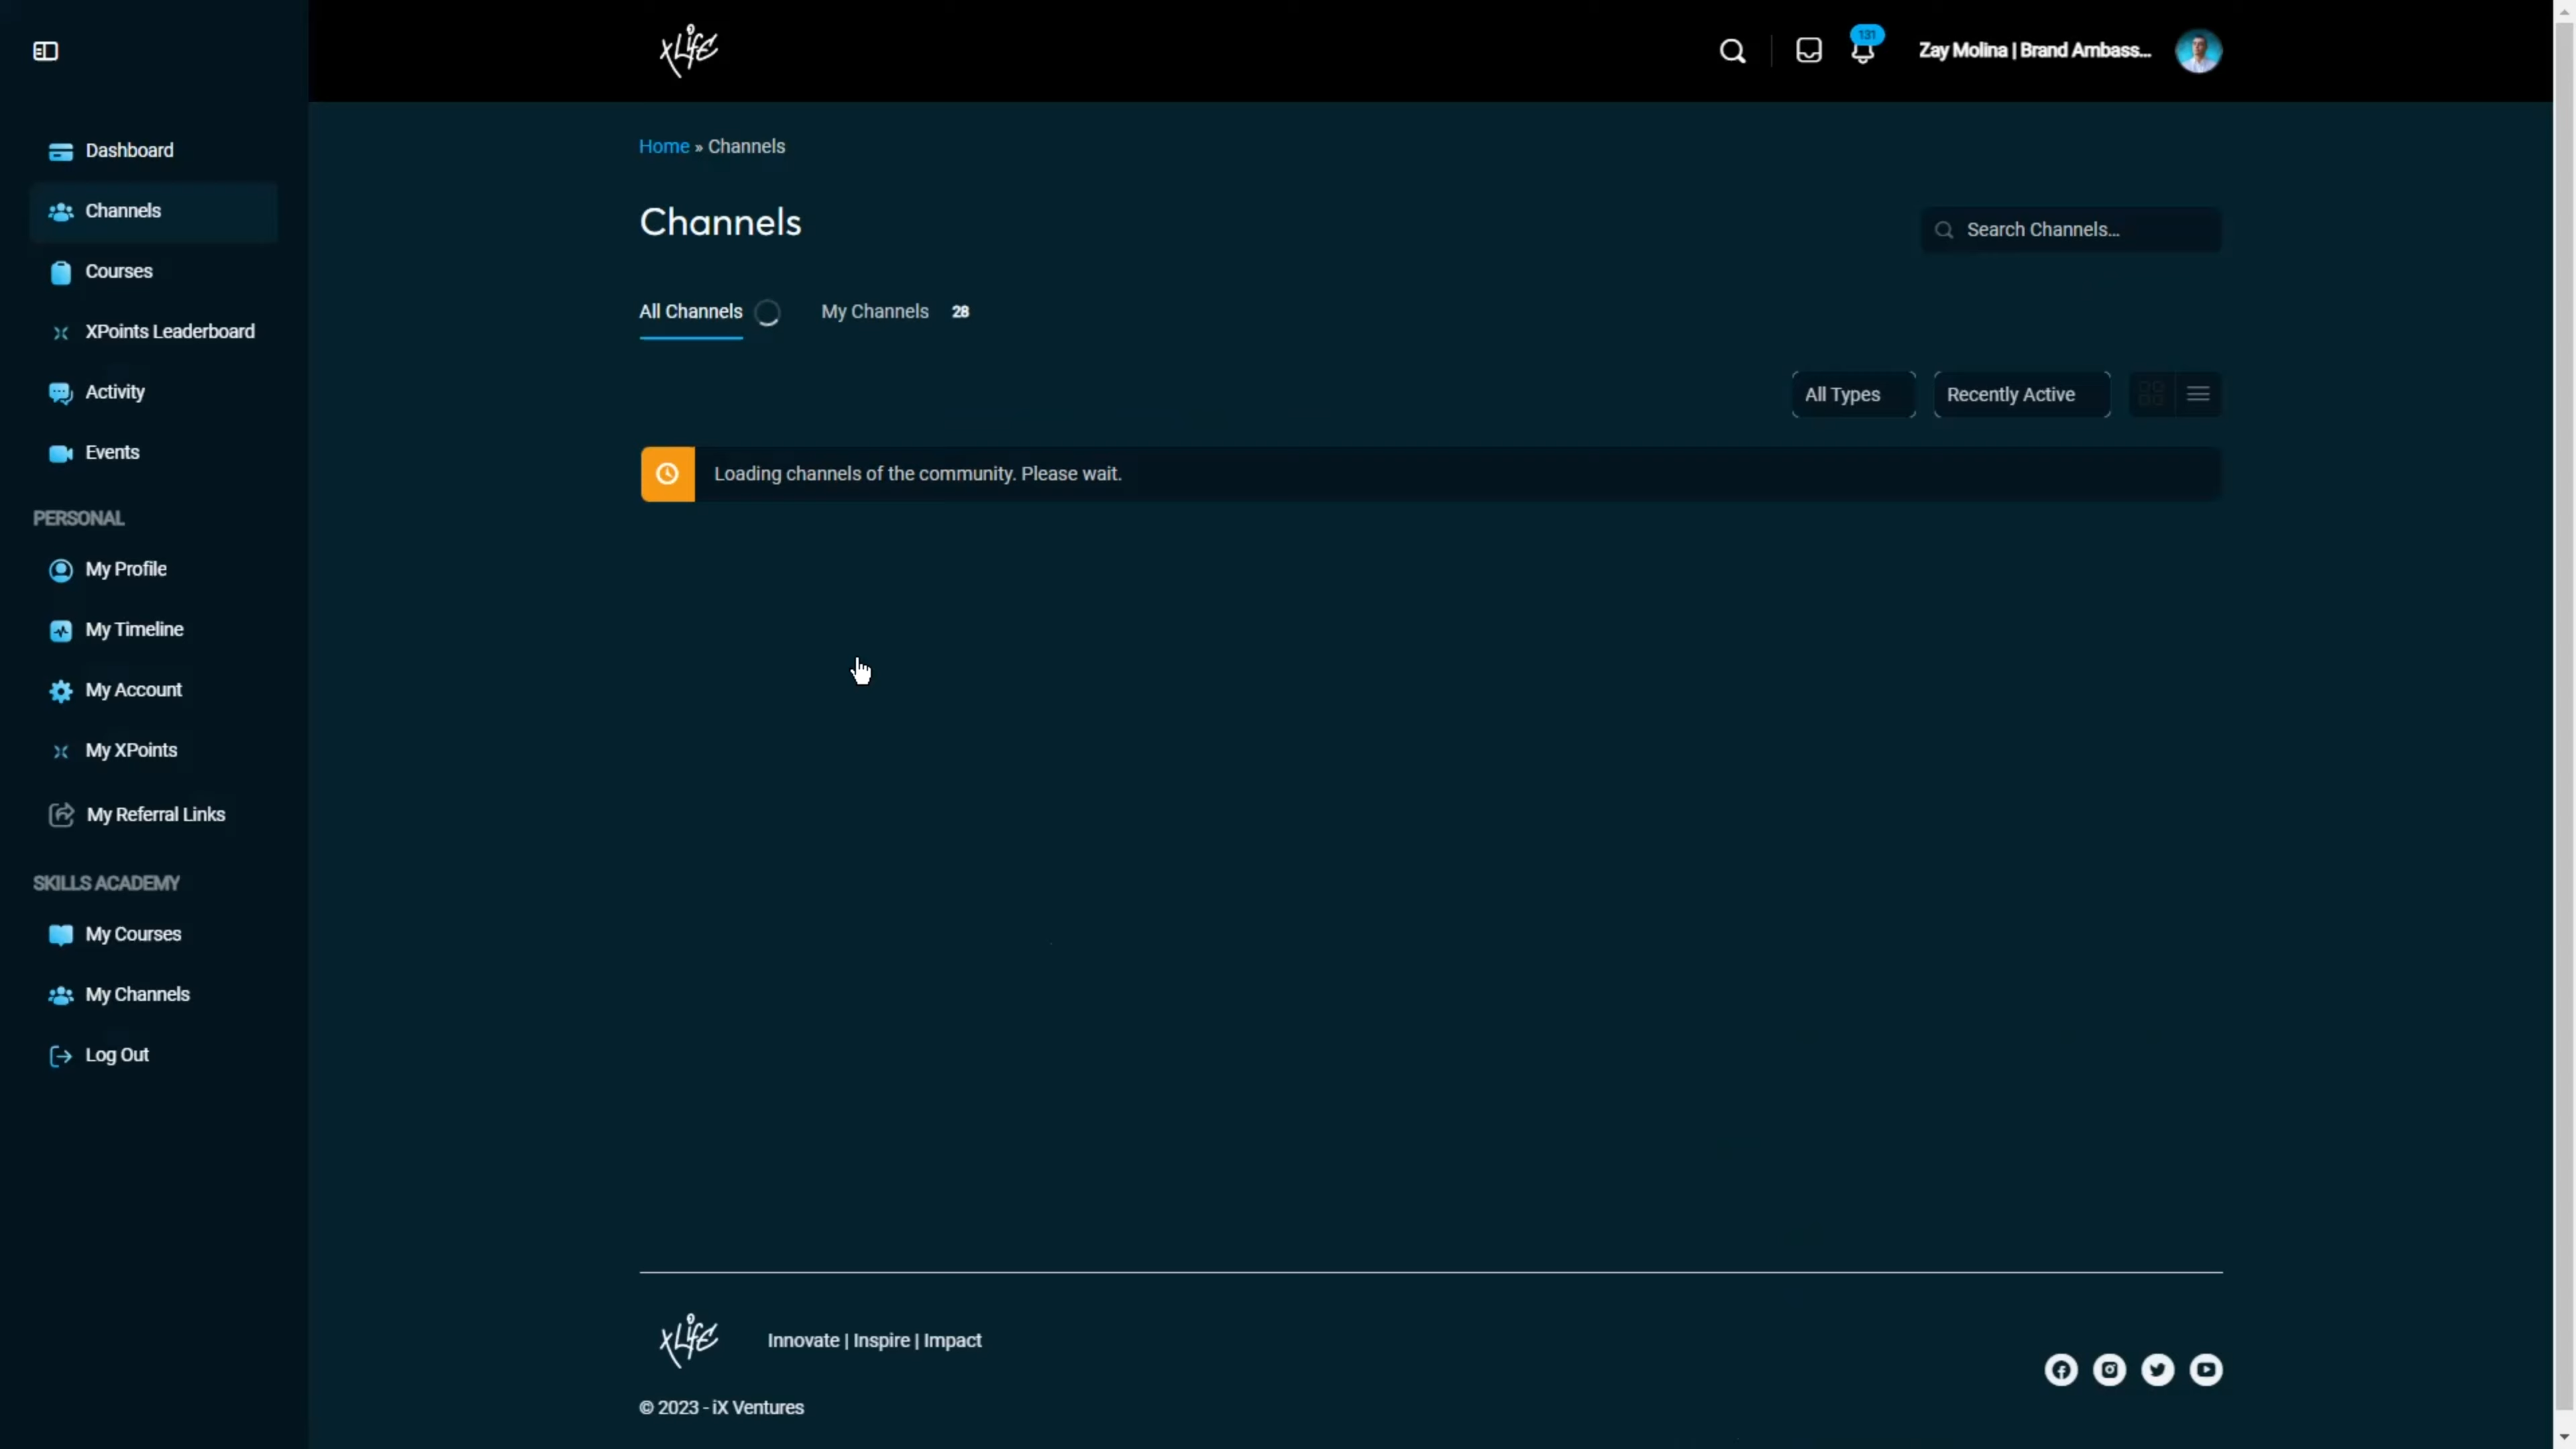 xLife
131
Zay Molina | Brand Ambass...
Dashboard
Channels
Courses
XPoints Leaderboard
Activity
Events
PERSONAL
My Profile
My Timeline
My Account
My XPoints
My Referral Links
SKILLS ACADEMY
My Courses
My Channels
Log Out
Home » Channels
Channels
Search Channels...
All Channels
My Channels 28
All Types
Recently Active
Loading channels of the community. Please wait.
xLife
Innovate | Inspire | Impact
© 2023 - iX Ventures